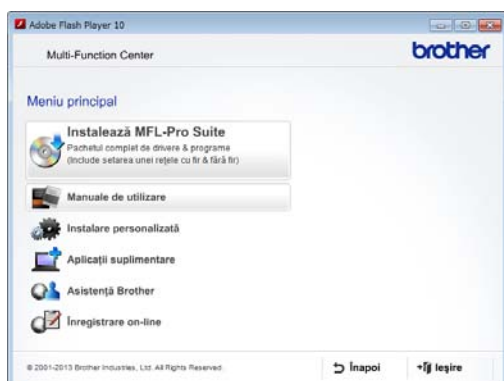 Adobe Flash Player 10
Multi-Function Center
brother
Meniu principal
Instalează MFL-Pro Suite
Pachetul complet de drivere & programe
(Include setarea unei rețele cu fir & fără fir)
Manuale de utilizare
Instalare personalizată
Aplicații suplimentare
Asistență Brother
Înregistrare on-line
© 2001-2013 Brother Industries, Ltd. All Rights Reserved.
Înapoi
Ieșire